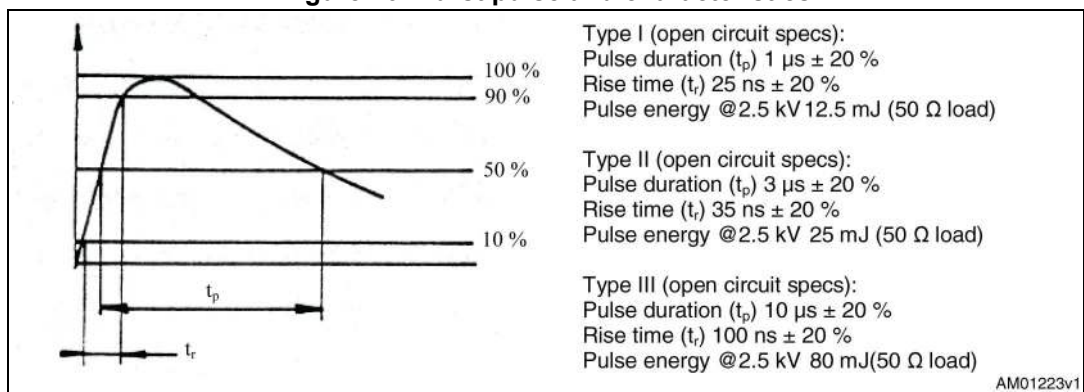 100 %
90 %
50 %
10 %
tp
tr
Type I (open circuit specs):
Pulse duration (tp) 1 µs ± 20 %
Rise time (tr) 25 ns ± 20 %
Pulse energy @2.5 kV 12.5 mJ (50 Ω load)
Type II (open circuit specs):
Pulse duration (tp) 3 µs ± 20 %
Rise time (tr) 35 ns ± 20 %
Pulse energy @2.5 kV 25 mJ (50 Ω load)
Type III (open circuit specs):
Pulse duration (tp) 10 µs ± 20 %
Rise time (tr) 100 ns ± 20 %
Pulse energy @2.5 kV 80 mJ(50 Ω load)
AM01223v1